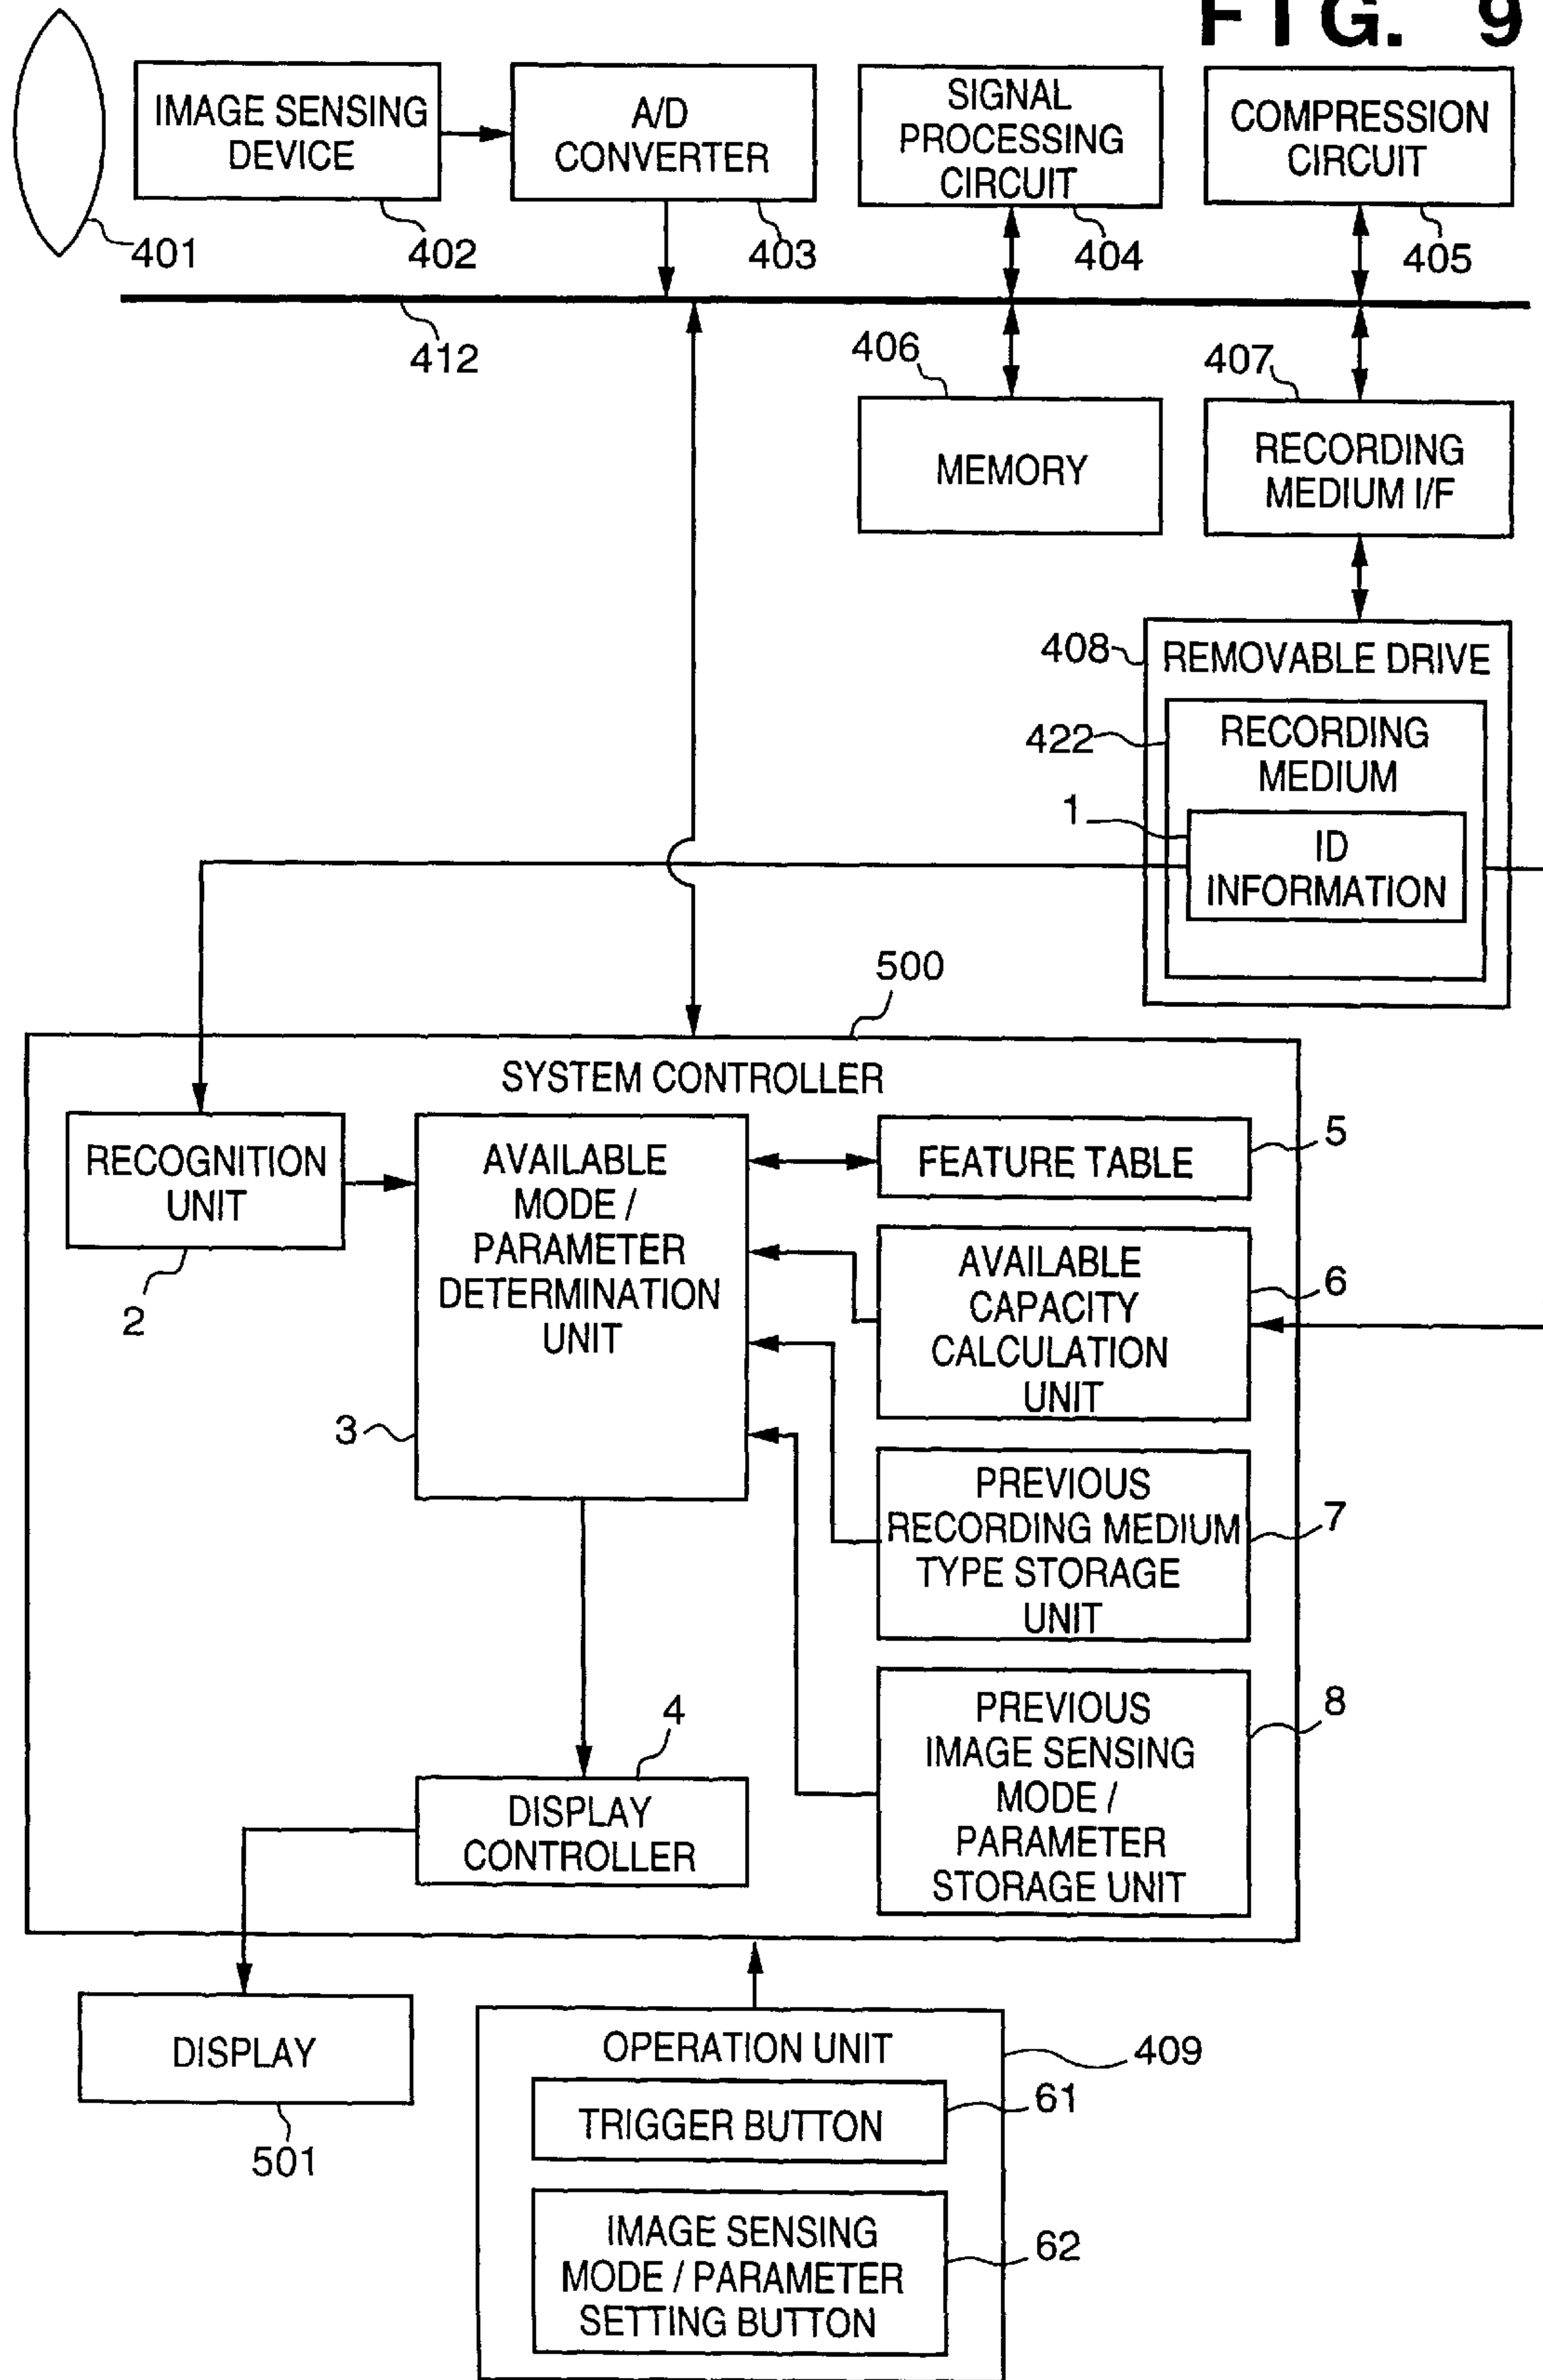 FIG. 9
IMAGE SENSING
DEVICE
A/D
CONVERTER
SIGNAL
PROCESSING
CIRCUIT
COMPRESSION
CIRCUIT
401
402
403
404
405
412
406
407
MEMORY
RECORDING
MEDIUM I/F
408
REMOVABLE DRIVE
422
RECORDING
MEDIUM
1
ID
INFORMATION
500
SYSTEM CONTROLLER
RECOGNITION
UNIT
2
AVAILABLE
MODE /
PARAMETER
DETERMINATION
UNIT
3
FEATURE TABLE
5
AVAILABLE
CAPACITY
CALCULATION
UNIT
6
PREVIOUS
RECORDING MEDIUM
TYPE STORAGE
UNIT
7
PREVIOUS
IMAGE SENSING
MODE /
PARAMETER
STORAGE UNIT
8
4
DISPLAY
CONTROLLER
DISPLAY
501
OPERATION UNIT
409
TRIGGER BUTTON
61
IMAGE SENSING
MODE / PARAMETER
SETTING BUTTON
62